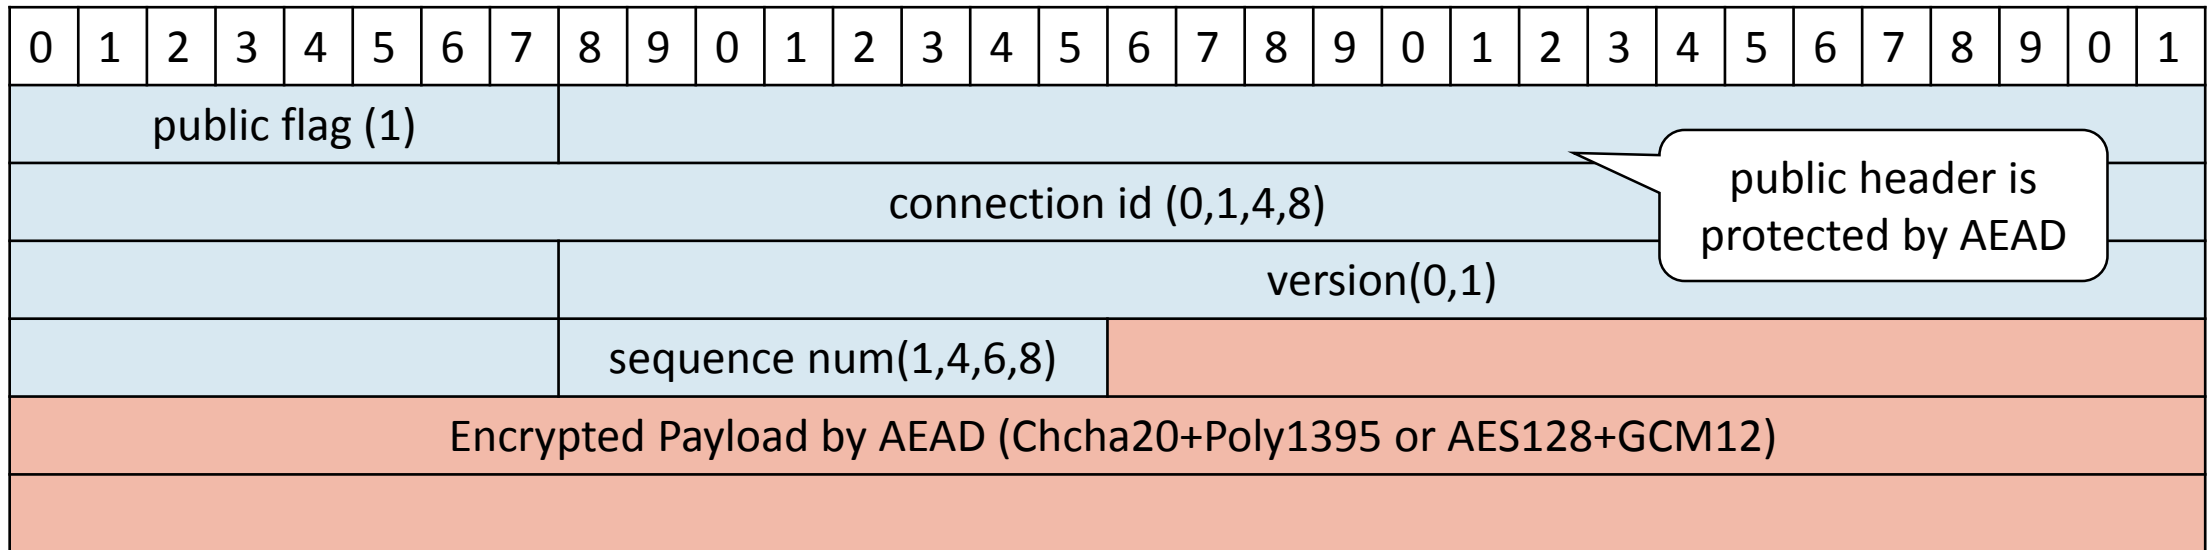 0 1 2 3 4 5 6 7 8 9 0 1 2 3 4 5 6 7 8 9 0 1 2 3 4 5 6 7 8 9 0 1
public flag (1)
public header is
protected by AEAD
connection id (0,1,4,8)
version(0,1)
sequence num(1,4,6,8)
Encrypted Payload by AEAD (Chcha20+Poly1395 or AES128+GCM12)